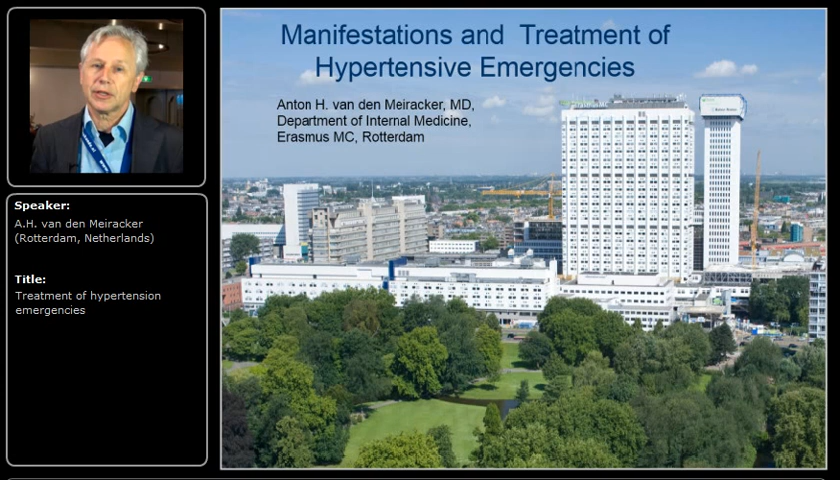 Manifestations and Treatment of
Hypertensive Emergencies
Anton H. van den Meiracker, MD,
Department of Internal Medicine,
Erasmus MC, Rotterdam
Speaker:
A.H. van den Meiracker
(Rotterdam, Netherlands)
Title:
Treatment of hypertension
emergencies